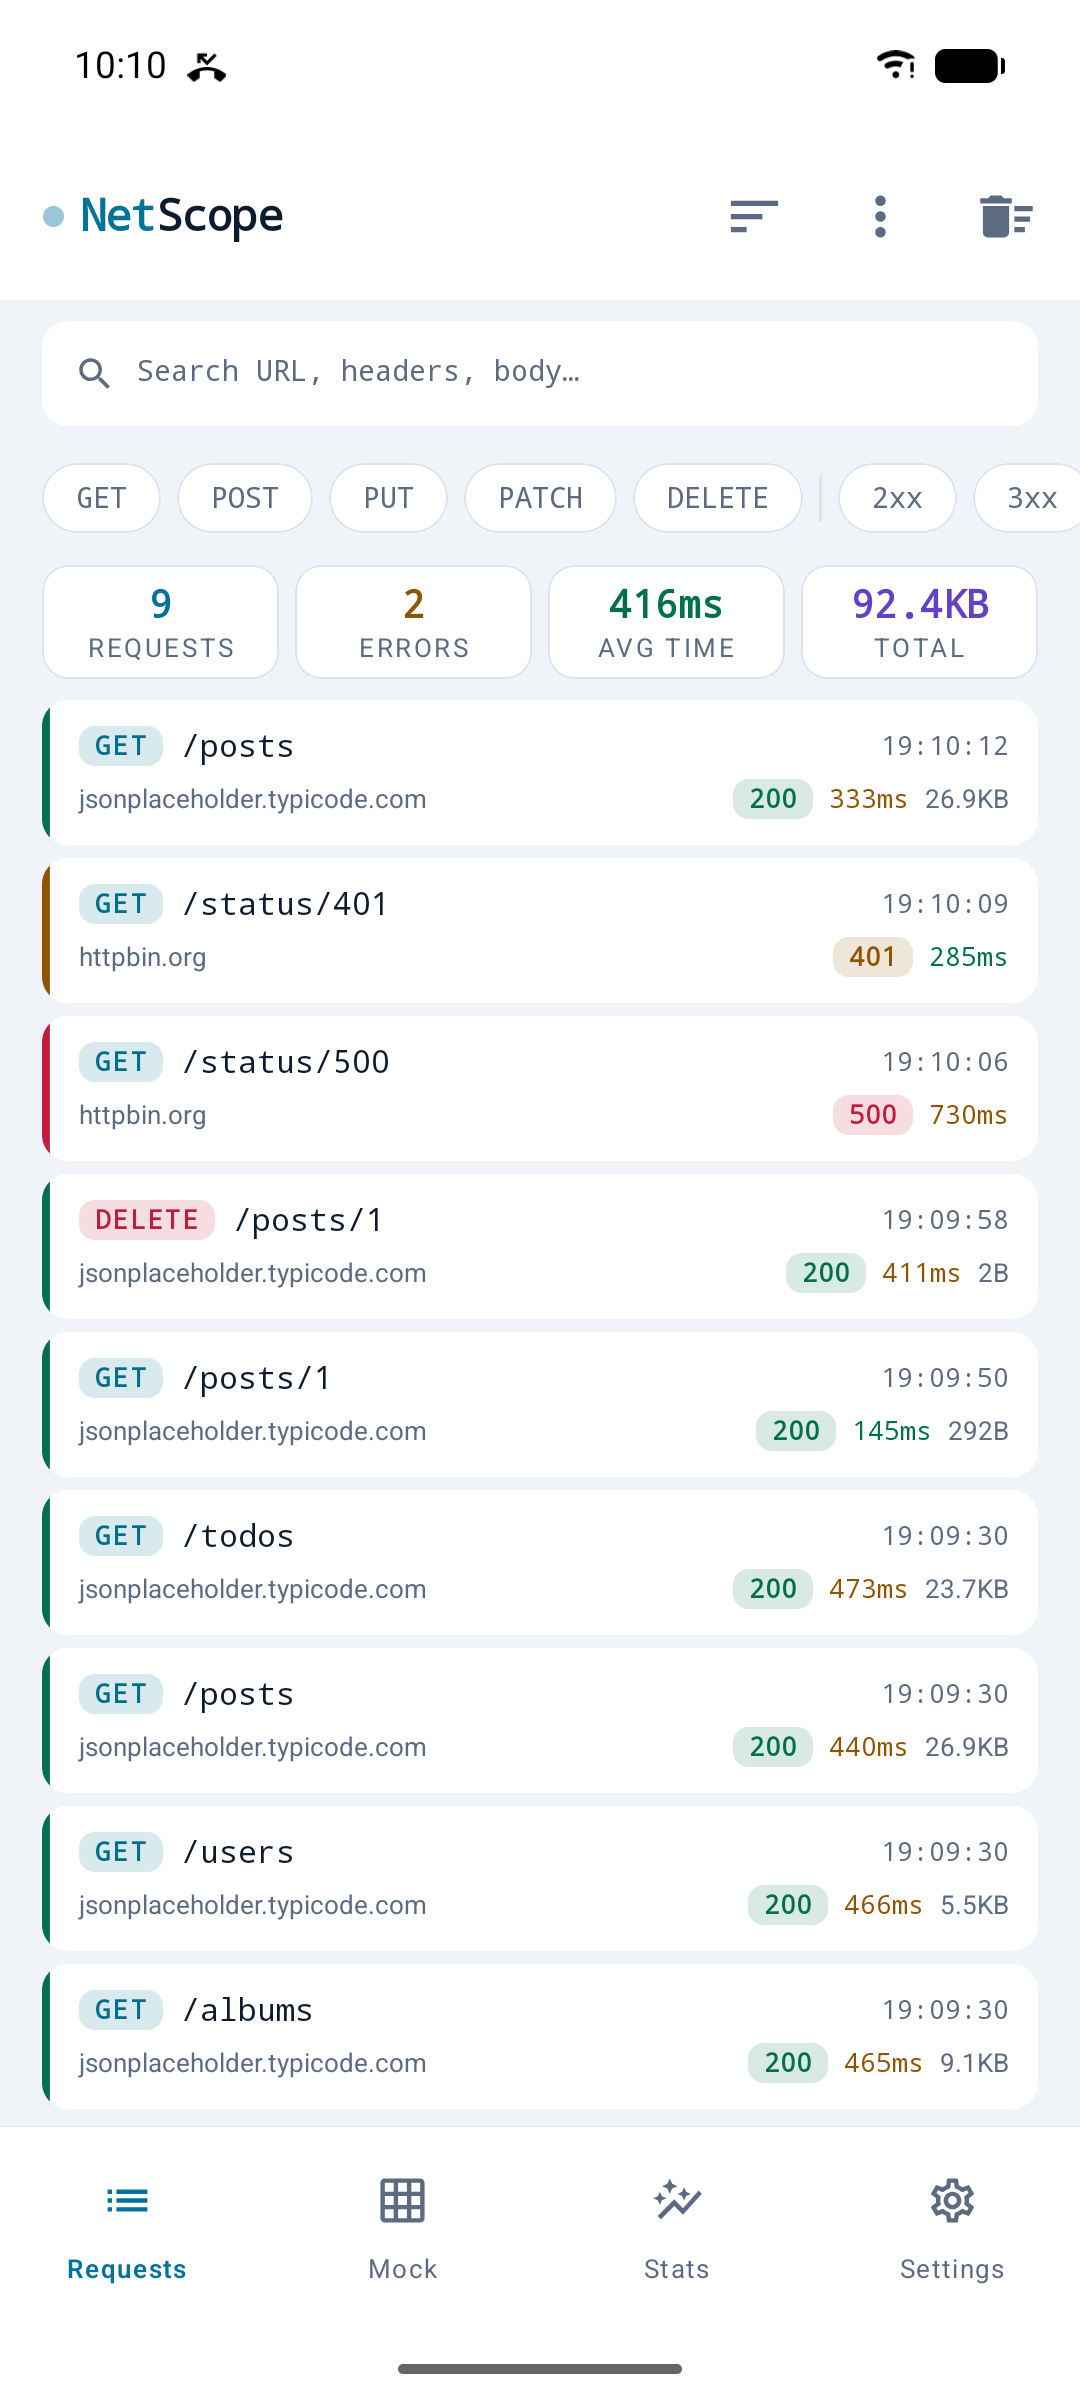 10:10
NetScope
Search URL, headers, body…
GET POST PUT PATCH DELETE 2xx 3xx
9 2 416ms 92.4KB
REQUESTS ERRORS AVG TIME TOTAL
GET /posts 19:10:12
jsonplaceholder.typicode.com 200 333ms 26.9KB
GET /status/401 19:10:09
httpbin.org 401 285ms
GET /status/500 19:10:06
httpbin.org 500 730ms
DELETE /posts/1 19:09:58
jsonplaceholder.typicode.com 200 411ms 2B
GET /posts/1 19:09:50
jsonplaceholder.typicode.com 200 145ms 292B
GET /todos 19:09:30
jsonplaceholder.typicode.com 200 473ms 23.7KB
GET /posts 19:09:30
jsonplaceholder.typicode.com 200 440ms 26.9KB
GET /users 19:09:30
jsonplaceholder.typicode.com 200 466ms 5.5KB
GET /albums 19:09:30
jsonplaceholder.typicode.com 200 465ms 9.1KB
Requests Mock Stats Settings